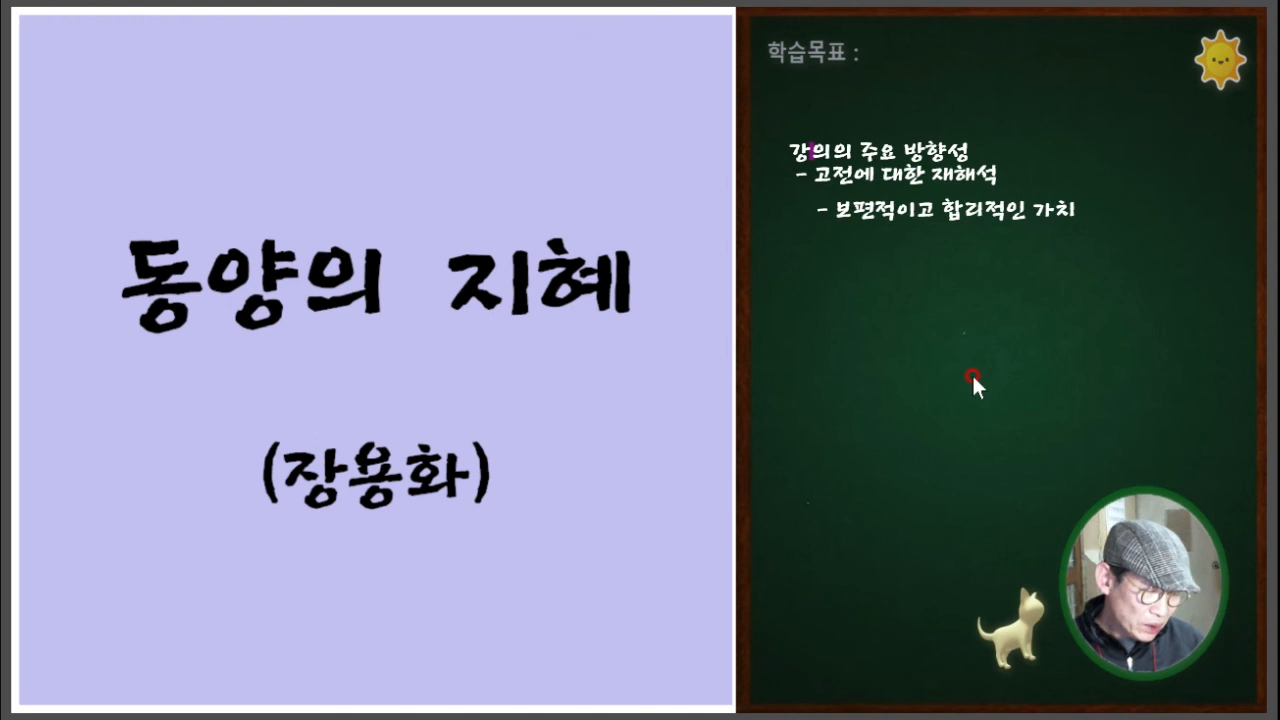 동양의 지혜
(장용화)
학습목표 :
강의의 주요 방향성
- 고전에 대한 재해석
- 보편적이고 합리적인 가치